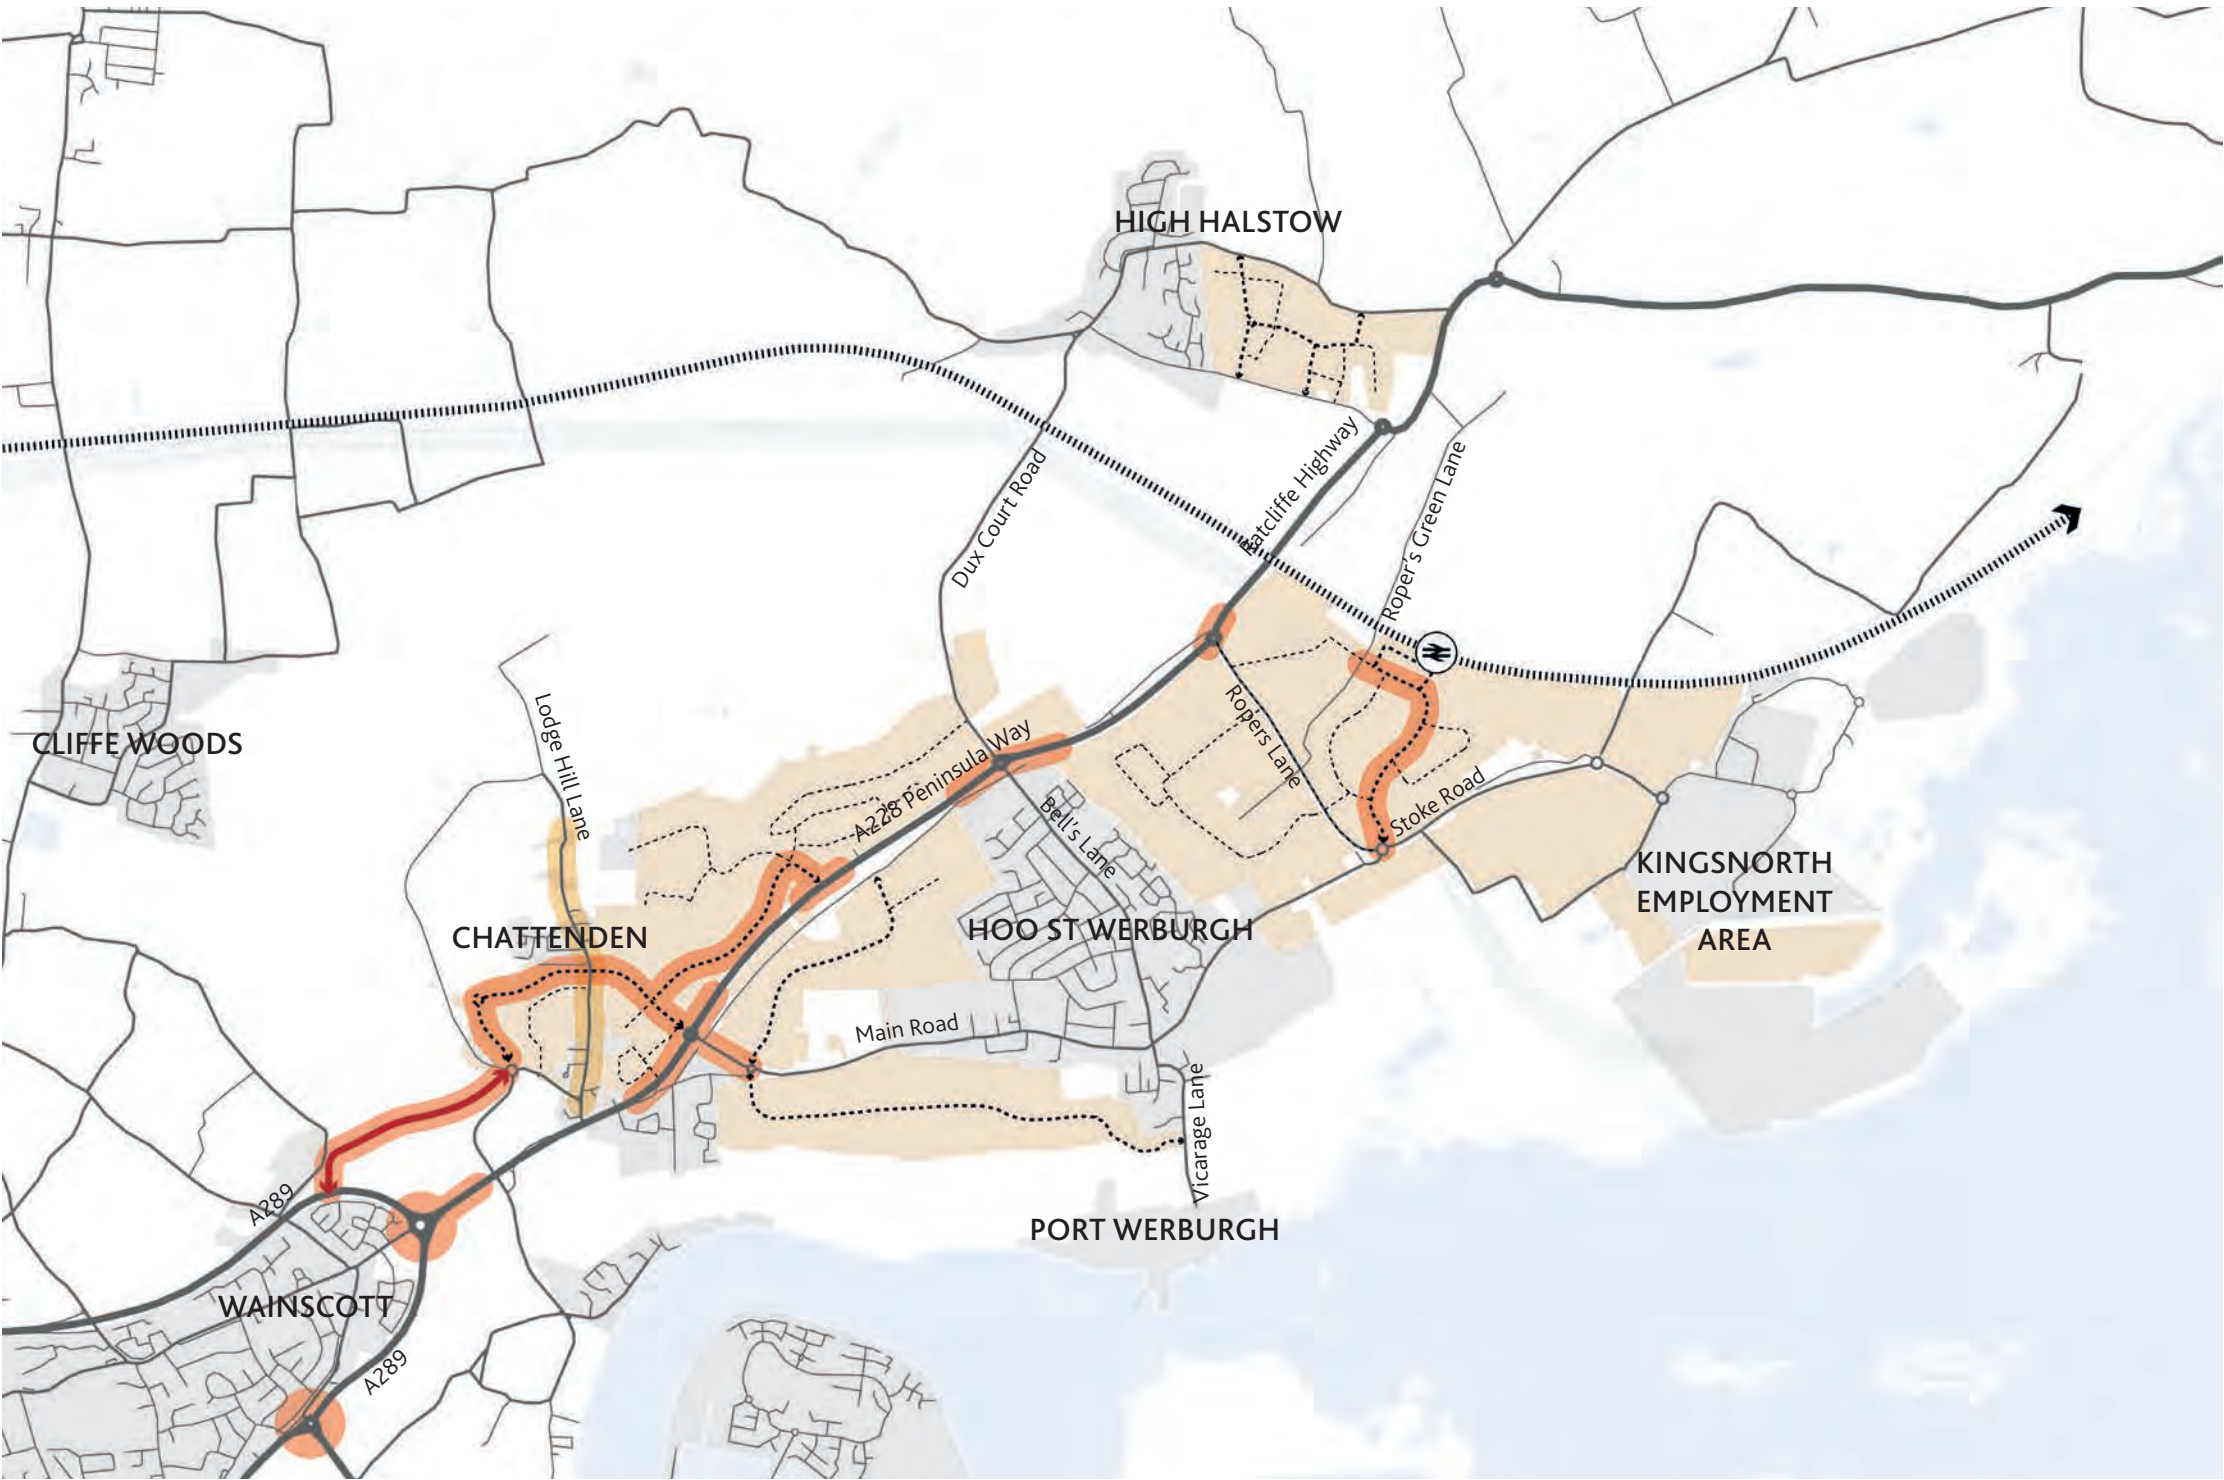 HIGH HALSTOW
Ratcliffe Highway
Roper's Green Lane
Dux Court Road
Lodge Hill Lane
Ropers Lane
CLIFFE WOODS
A228 Peninsula Way
Stoke Road
Bell's Lane
KINGSNORTH
EMPLOYMENT
AREA
CHATTENDEN
HOO ST WERBURGH
Main Road
Vicarage Lane
A289
PORT WERBURGH
WAINSCOTT
A289